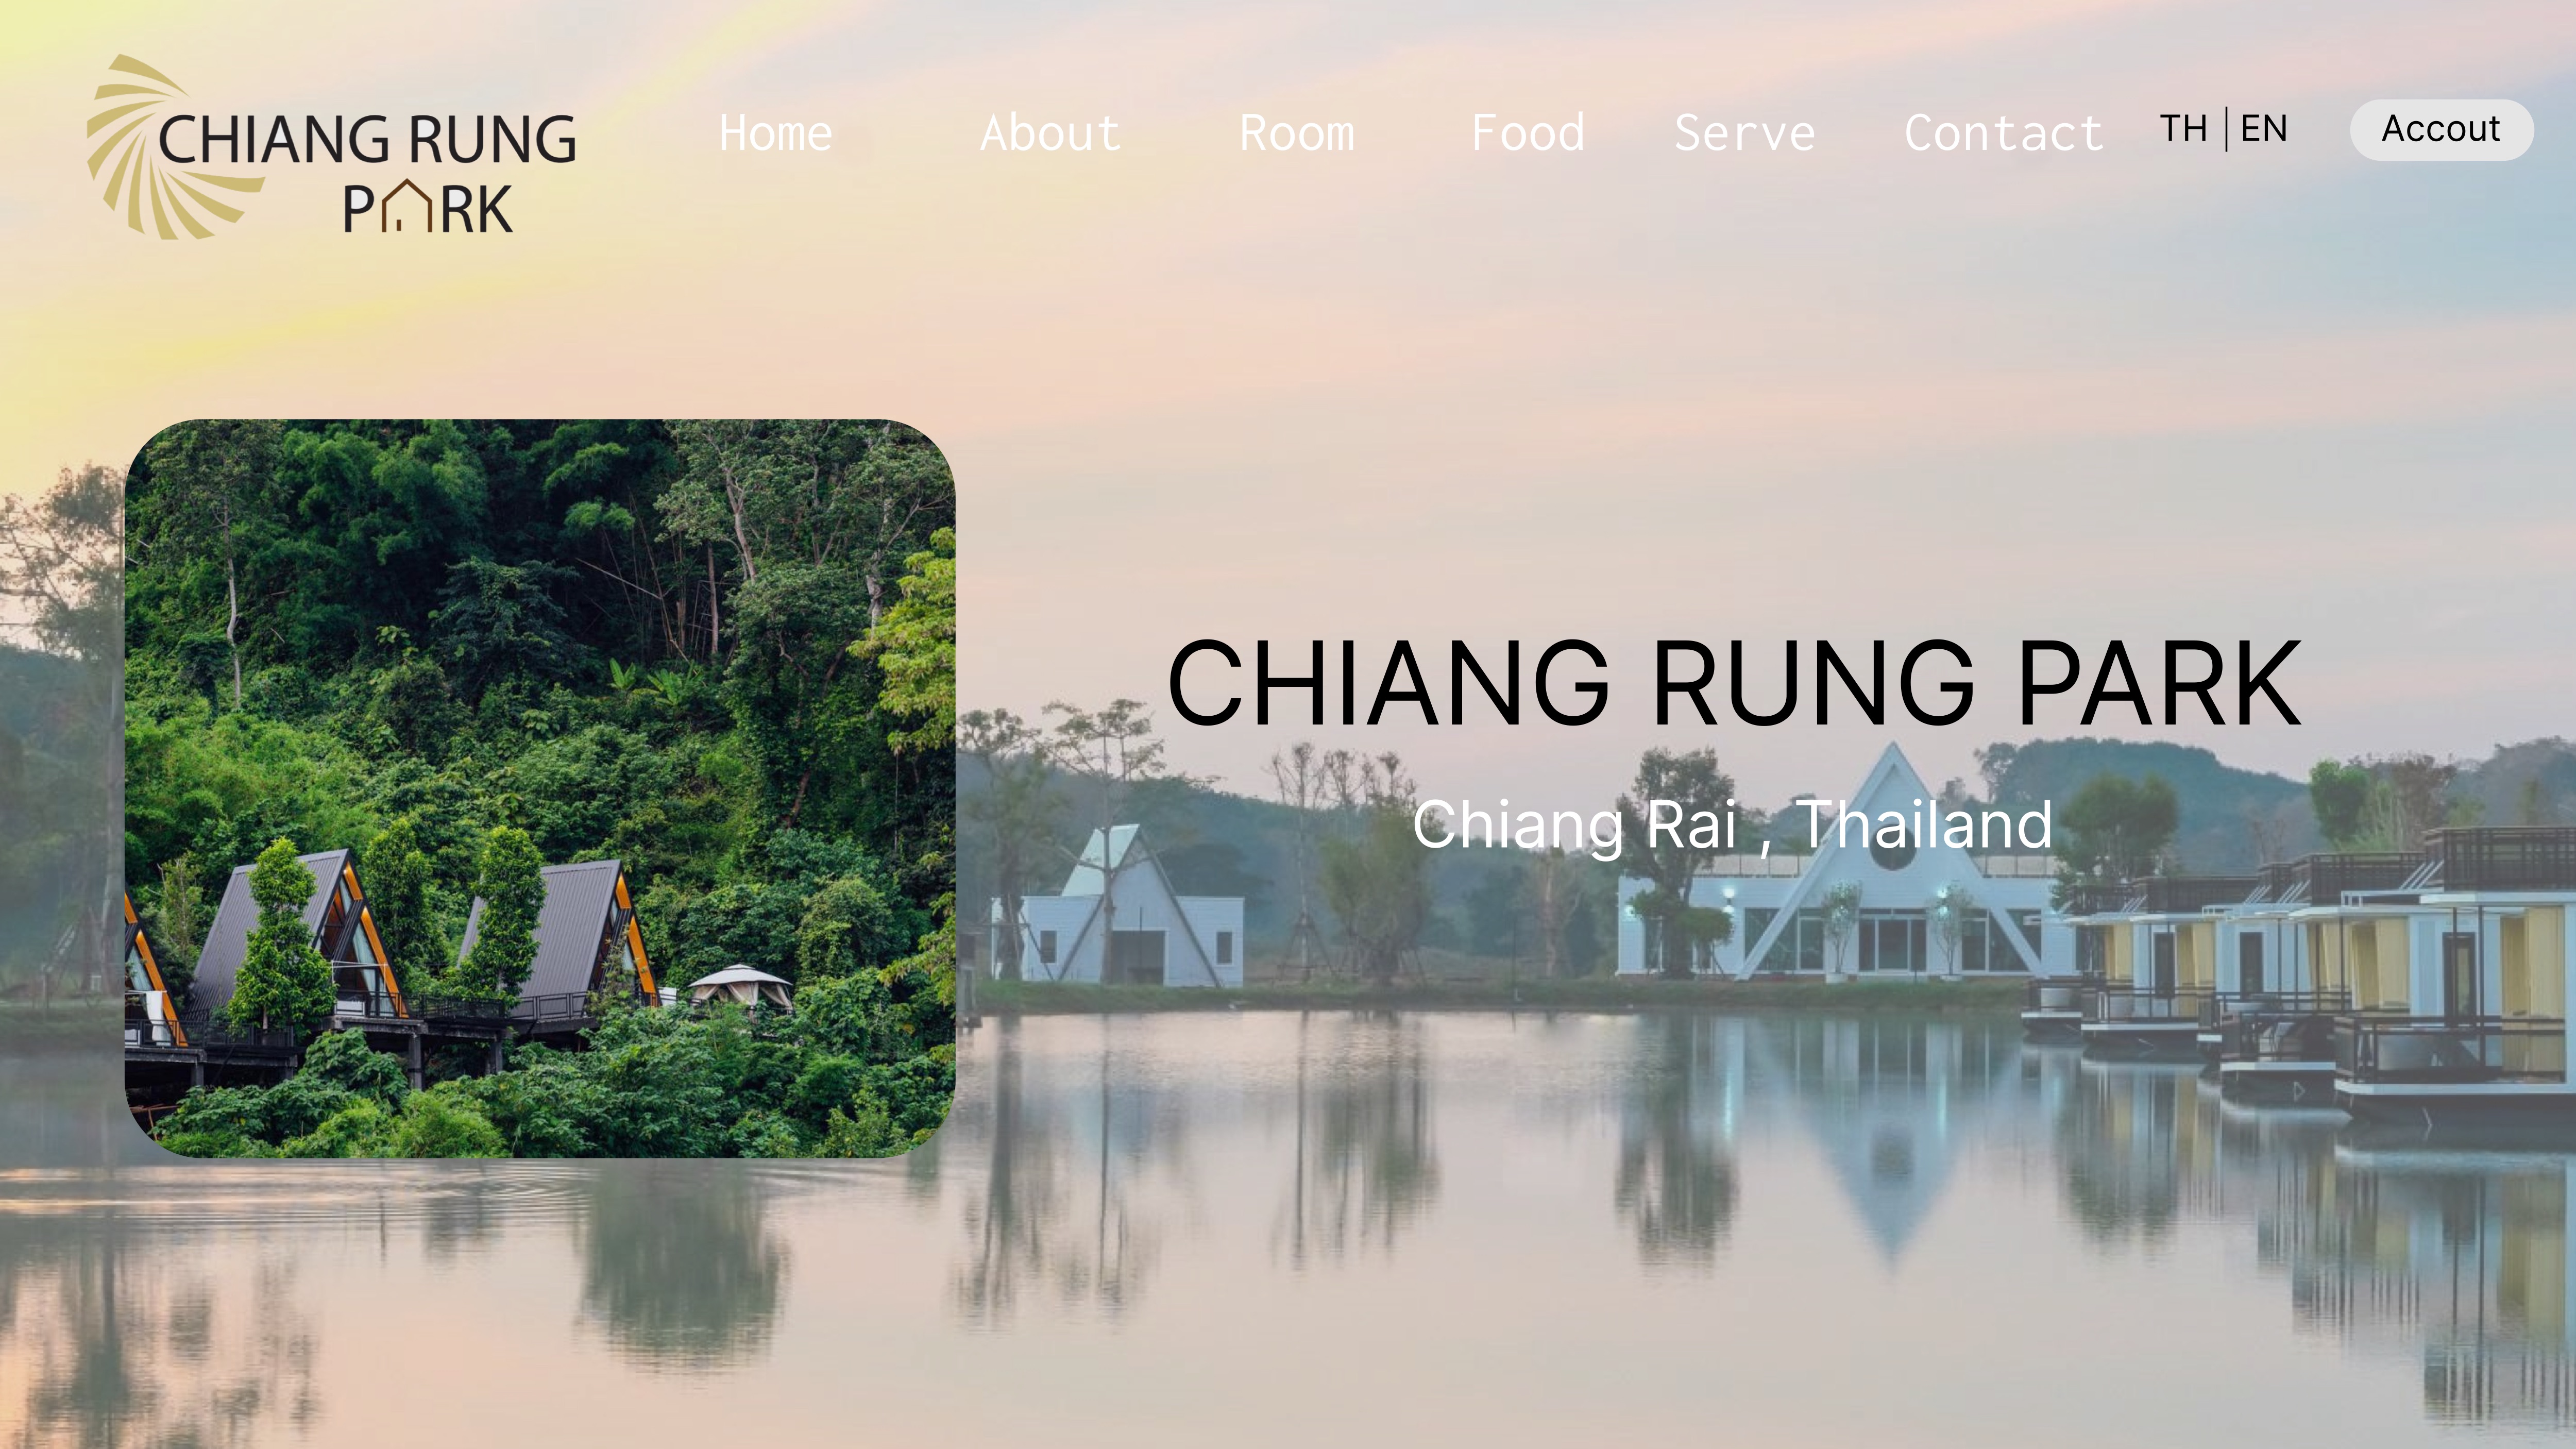 CHIANG RUNG
PARK
Home About Room Food Serve Contact TH | EN Accout
CHIANG RUNG PARK
Chiang Rai , Thailand